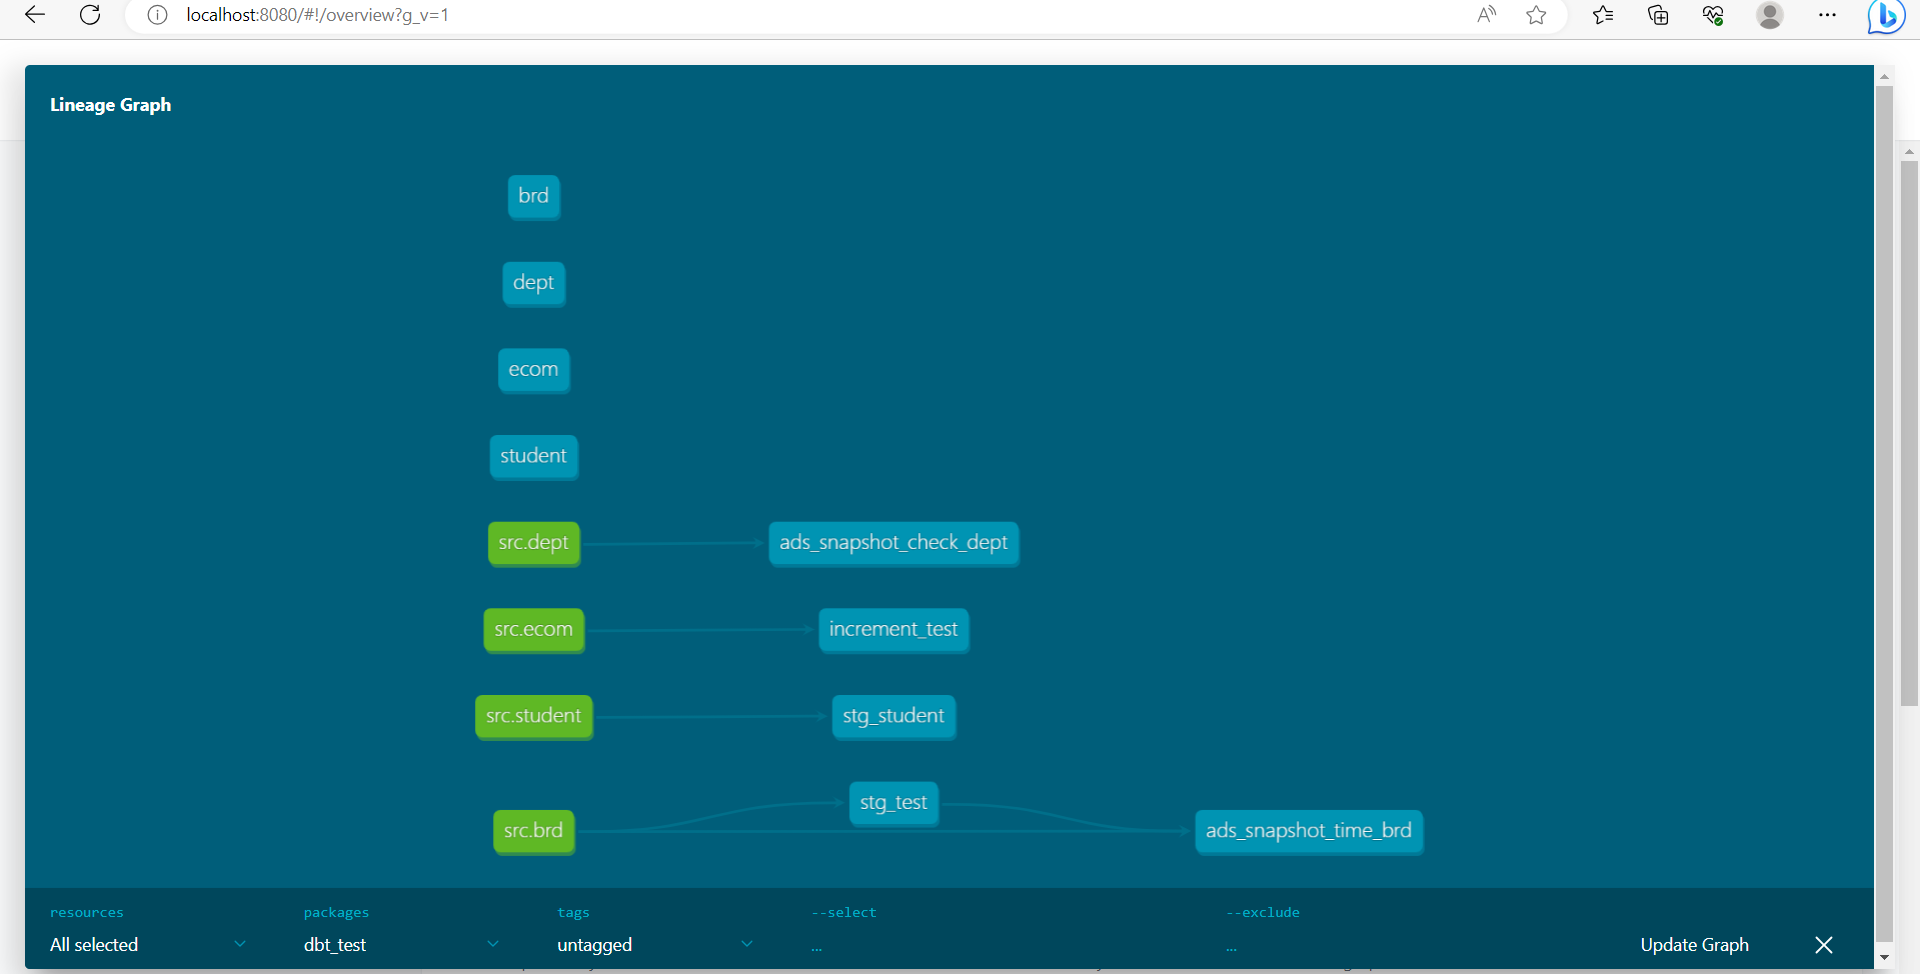 localhost:8080/#!/overview?g_v=1
Lineage Graph
brd
dept
ecom
student
src.dept
ads_snapshot_check_dept
src.ecom
increment_test
src.student
stg_student
stg_test
src.brd
ads_snapshot_time_brd
resources packages tags --select --exclude
All selected dbt_test untagged ... ... Update Graph